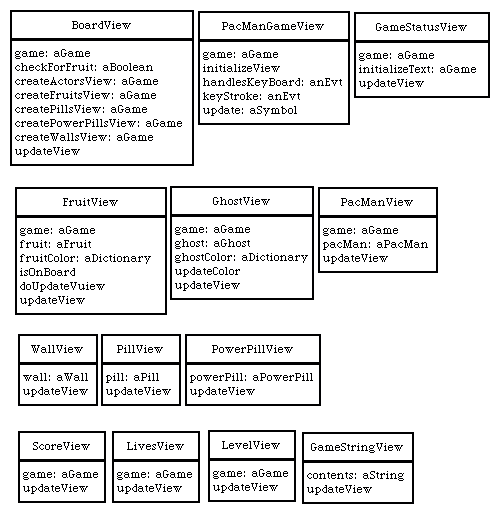 BoardView
game: aGame
checkForFruit: aBoolean
createActorsView: aGame
createFruitsView: aGame
createPillsView: aGame
createPowerPillsView: aGame
createWallsView: aGame
updateView
PacManGameView
game: aGame
initializeView
handlesKeyBoard: anEvt
keyStroke: anEvt
update: aSymbol
GameStatusView
game: aGame
initializeText: aGame
updateView
FruitView
game: aGame
fruit: aFruit
fruitColor: aDictionary
isOnBoard
doUpdateVuiew
updateView
GhostView
game: aGame
ghost: aGhost
ghostColor: aDictionary
updateColor
updateView
PacManView
game: aGame
pacMan: aPacMan
updateView
WallView
wall: aWall
updateView
PillView
pill: aPill
updateView
PowerPillView
powerPill: aPowerPill
updateView
ScoreView
game: aGame
updateView
LivesView
game: aGame
updateView
LevelView
game: aGame
updateView
GameStringView
contents: aString
updateView